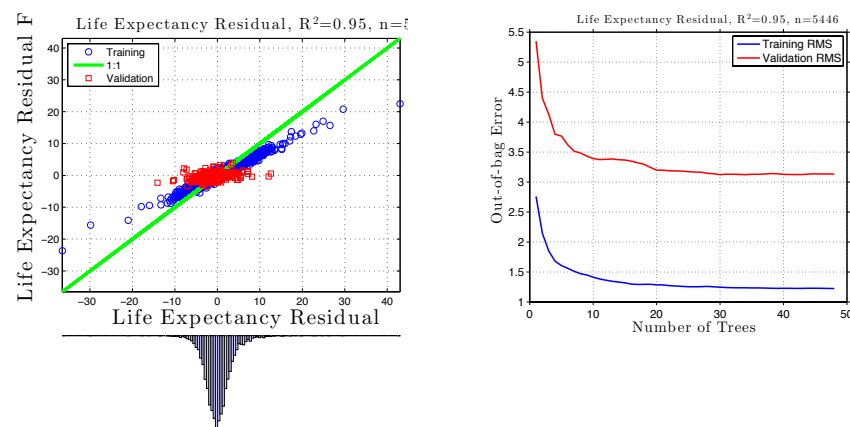 Life Expectancy Residual, R²=0.95, n=5
Life Expectancy Residual F
40
30
20
10
0
−10
−20
−30
Training
1:1
Validation
−30 −20 −10 0 10 20 30 40
Life Expectancy Residual
Life Expectancy Residual, R²=0.95, n=5446
Out-of-bag Error
5.5
5
4.5
4
3.5
3
2.5
2
1.5
1
Training RMS
Validation RMS
0 10 20 30 40 50
Number of Trees